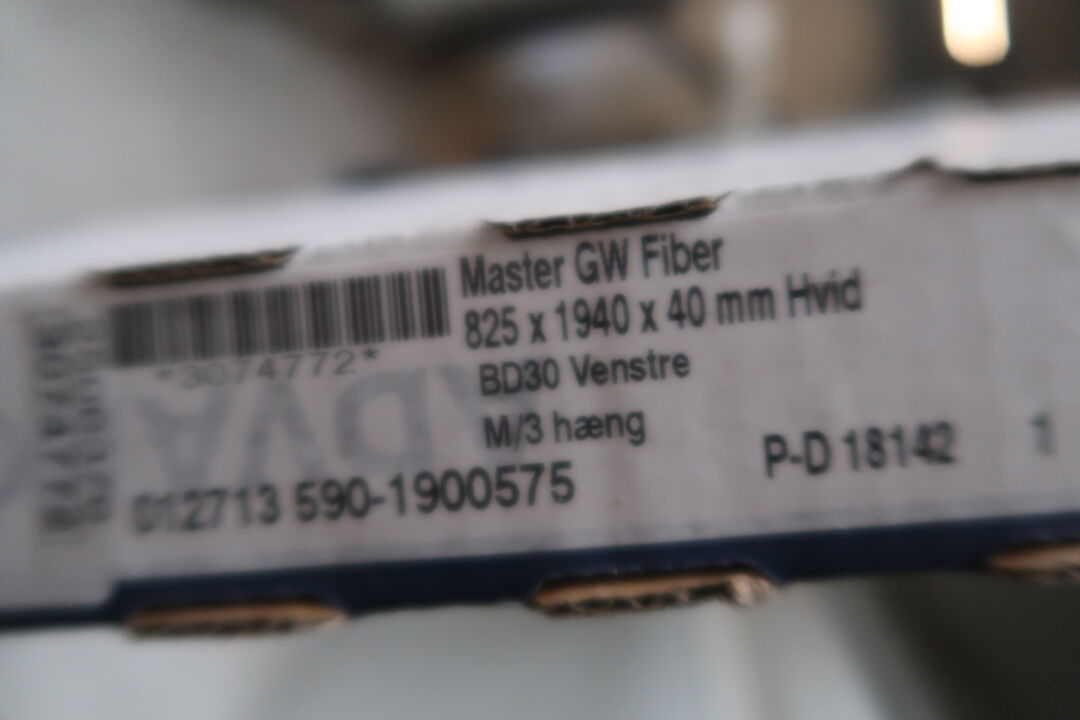 Master GW Fiber
825 x 1940 x 40 mm Hvid
*3074772*
BD30 Venstre
M/3 hæng
P-D 18142 1
012713 590-1900575